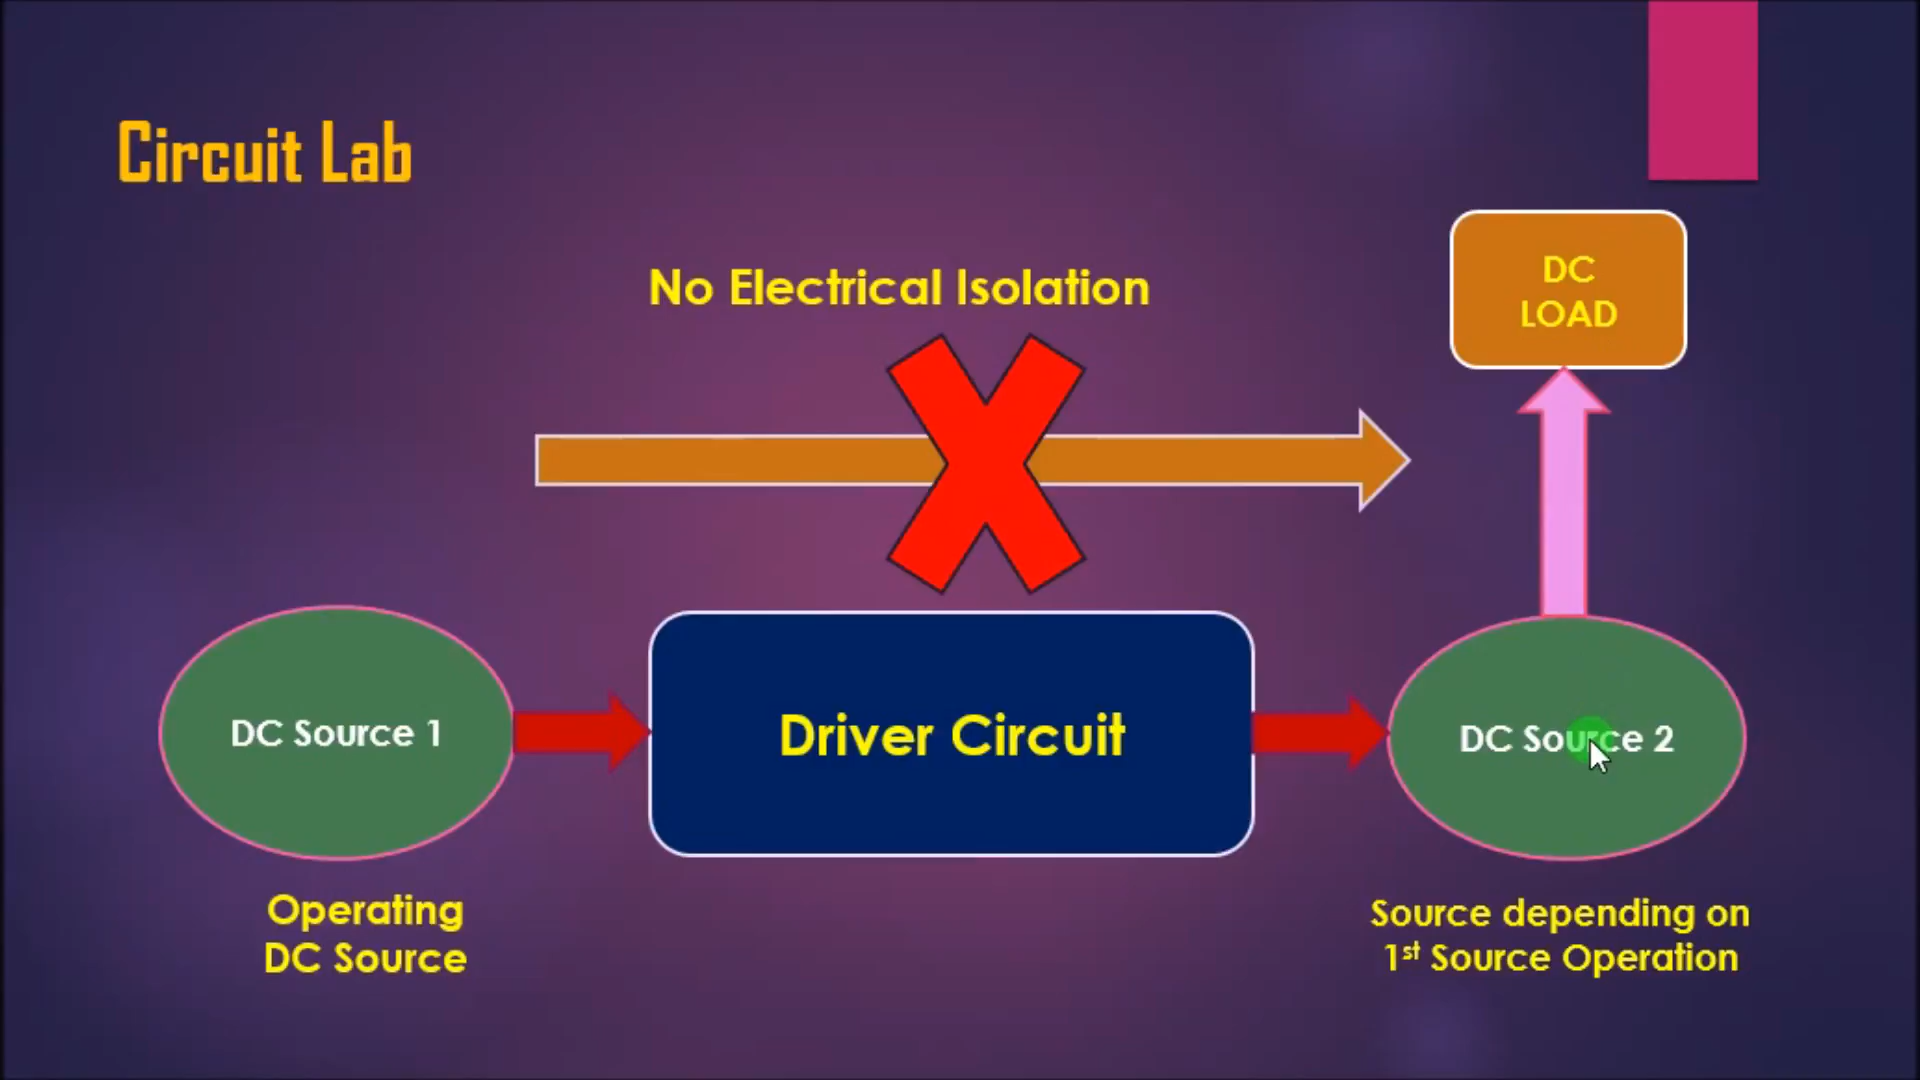 Circuit Lab
No Electrical Isolation
DC
LOAD
DC Source 1
Driver Circuit
DC Source 2
Operating
DC Source
Source depending on
1st Source Operation